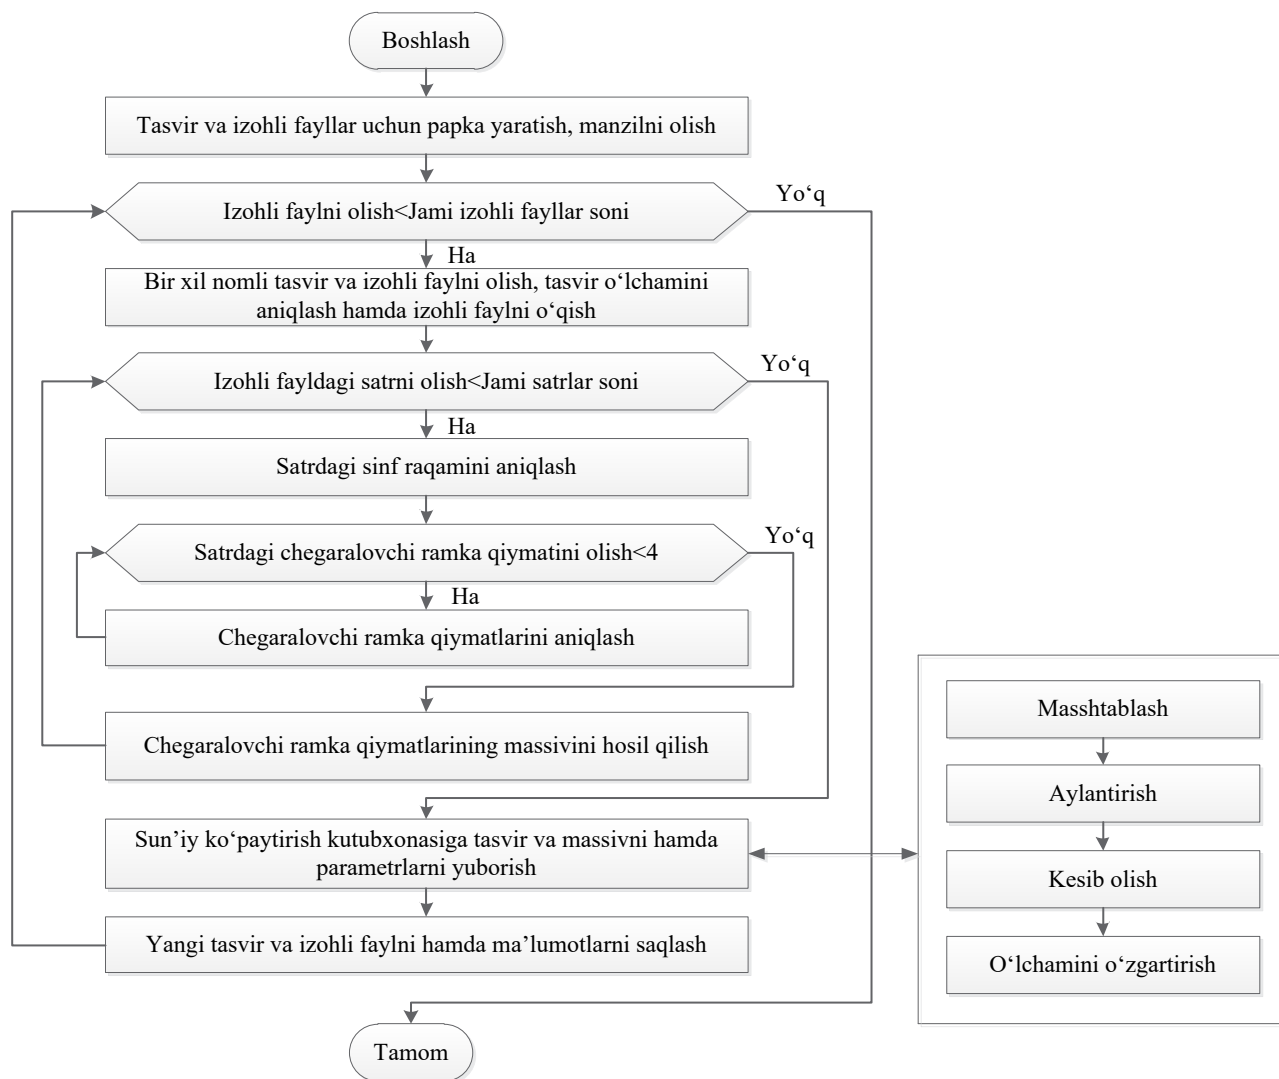 Boshlash
Tasvir va izohli fayllar uchun papka yaratish, manzilni olish
Izohli faylni olish<Jami izohli fayllar soni
Yo‘q
Ha
Bir xil nomli tasvir va izohli faylni olish, tasvir o‘lchamini
aniqlash hamda izohli faylni o‘qish
Izohli fayldagi satrni olish<Jami satrlar soni
Yo‘q
Ha
Satrdagi sinf raqamini aniqlash
Satrdagi chegaralovchi ramka qiymatini olish<4
Yo‘q
Ha
Chegaralovchi ramka qiymatlarini aniqlash
Chegaralovchi ramka qiymatlarining massivini hosil qilish
Sun’iy ko‘paytirish kutubxonasiga tasvir va massivni hamda
parametrlarni yuborish
Yangi tasvir va izohli faylni hamda ma’lumotlarni saqlash
Tamom
Masshtablash
Aylantirish
Kesib olish
O‘lchamini o‘zgartirish